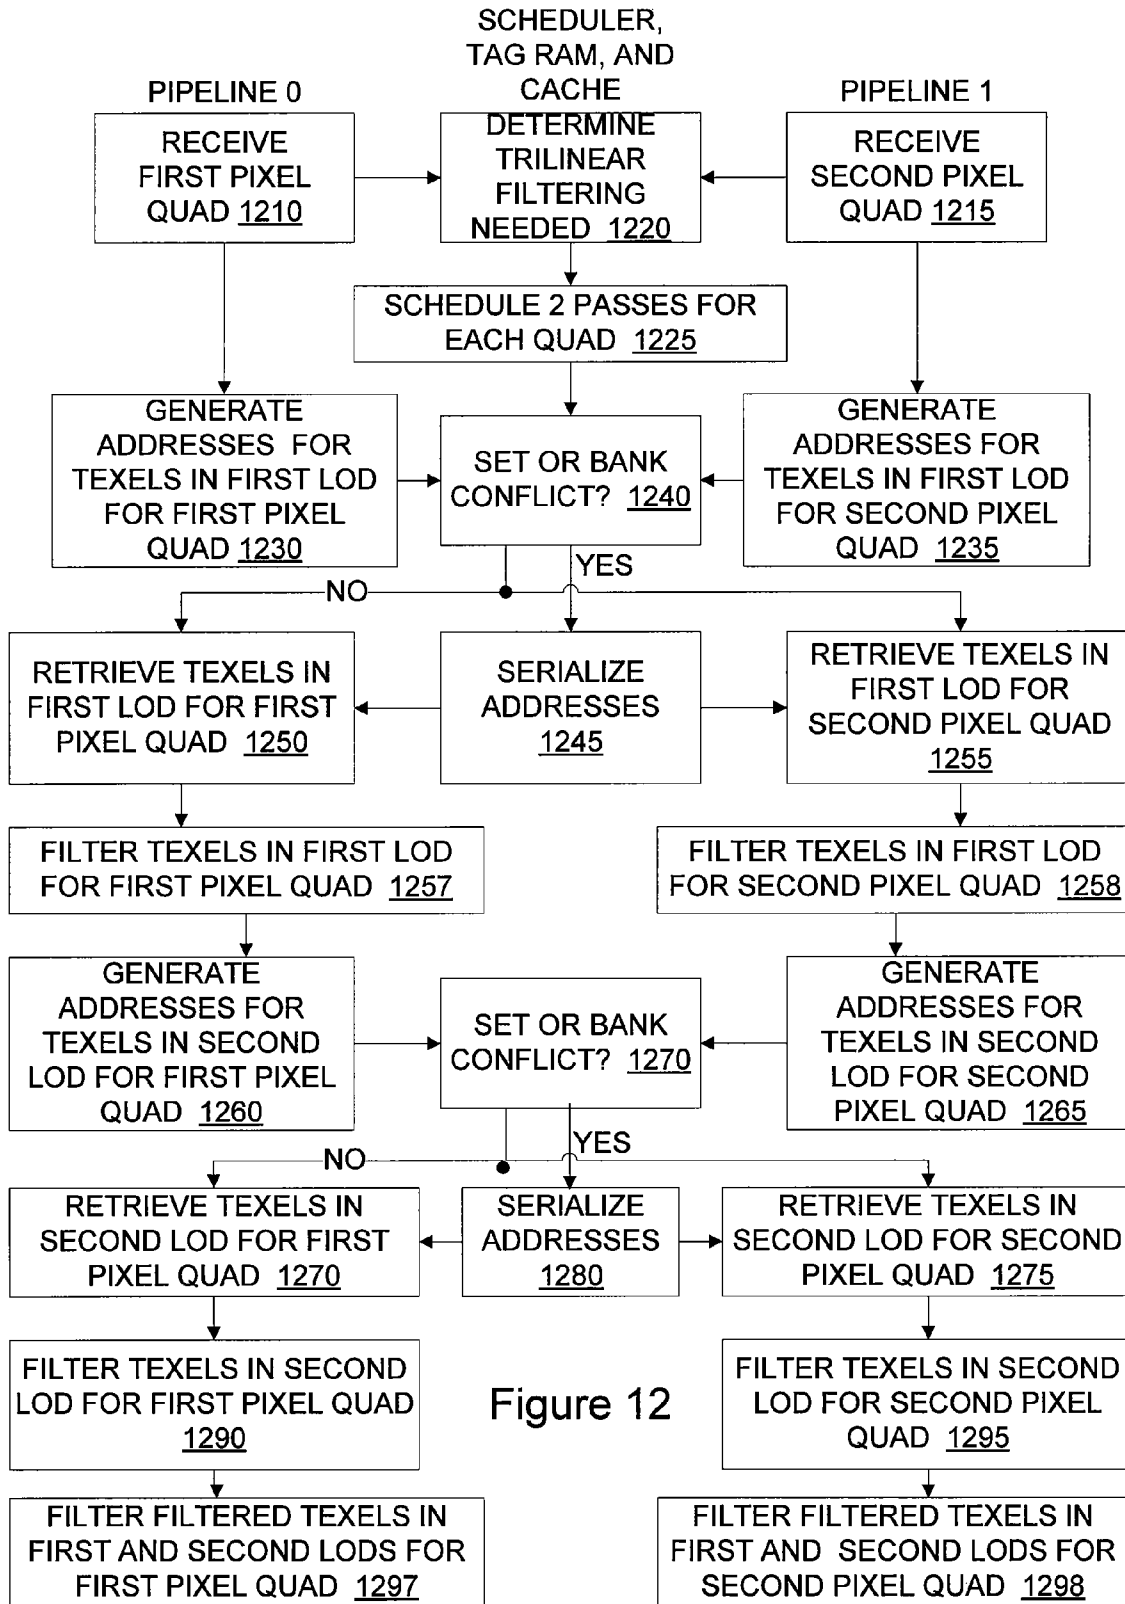 SCHEDULER,
TAG RAM, AND
CACHE
PIPELINE 0
PIPELINE 1
RECEIVE
FIRST PIXEL
QUAD 1210
DETERMINE
TRILINEAR
FILTERING
NEEDED 1220
RECEIVE
SECOND PIXEL
QUAD 1215
SCHEDULE 2 PASSES FOR
EACH QUAD 1225
GENERATE
ADDRESSES FOR
TEXELS IN FIRST LOD
FOR FIRST PIXEL
QUAD 1230
SET OR BANK
CONFLICT? 1240
GENERATE
ADDRESSES FOR
TEXELS IN FIRST LOD
FOR SECOND PIXEL
QUAD 1235
NO
YES
RETRIEVE TEXELS IN
FIRST LOD FOR FIRST
PIXEL QUAD 1250
SERIALIZE
ADDRESSES
1245
RETRIEVE TEXELS IN
FIRST LOD FOR
SECOND PIXEL QUAD
1255
FILTER TEXELS IN FIRST LOD
FOR FIRST PIXEL QUAD 1257
FILTER TEXELS IN FIRST LOD
FOR SECOND PIXEL QUAD 1258
GENERATE
ADDRESSES FOR
TEXELS IN SECOND
LOD FOR FIRST PIXEL
QUAD 1260
SET OR BANK
CONFLICT? 1270
GENERATE
ADDRESSES FOR
TEXELS IN SECOND
LOD FOR SECOND
PIXEL QUAD 1265
NO
YES
RETRIEVE TEXELS IN
SECOND LOD FOR FIRST
PIXEL QUAD 1270
SERIALIZE
ADDRESSES
1280
RETRIEVE TEXELS IN
SECOND LOD FOR SECOND
PIXEL QUAD 1275
FILTER TEXELS IN SECOND
LOD FOR FIRST PIXEL QUAD
1290
Figure 12
FILTER TEXELS IN SECOND
LOD FOR SECOND PIXEL
QUAD 1295
FILTER FILTERED TEXELS IN
FIRST AND SECOND LODS FOR
FIRST PIXEL QUAD 1297
FILTER FILTERED TEXELS IN
FIRST AND SECOND LODS FOR
SECOND PIXEL QUAD 1298